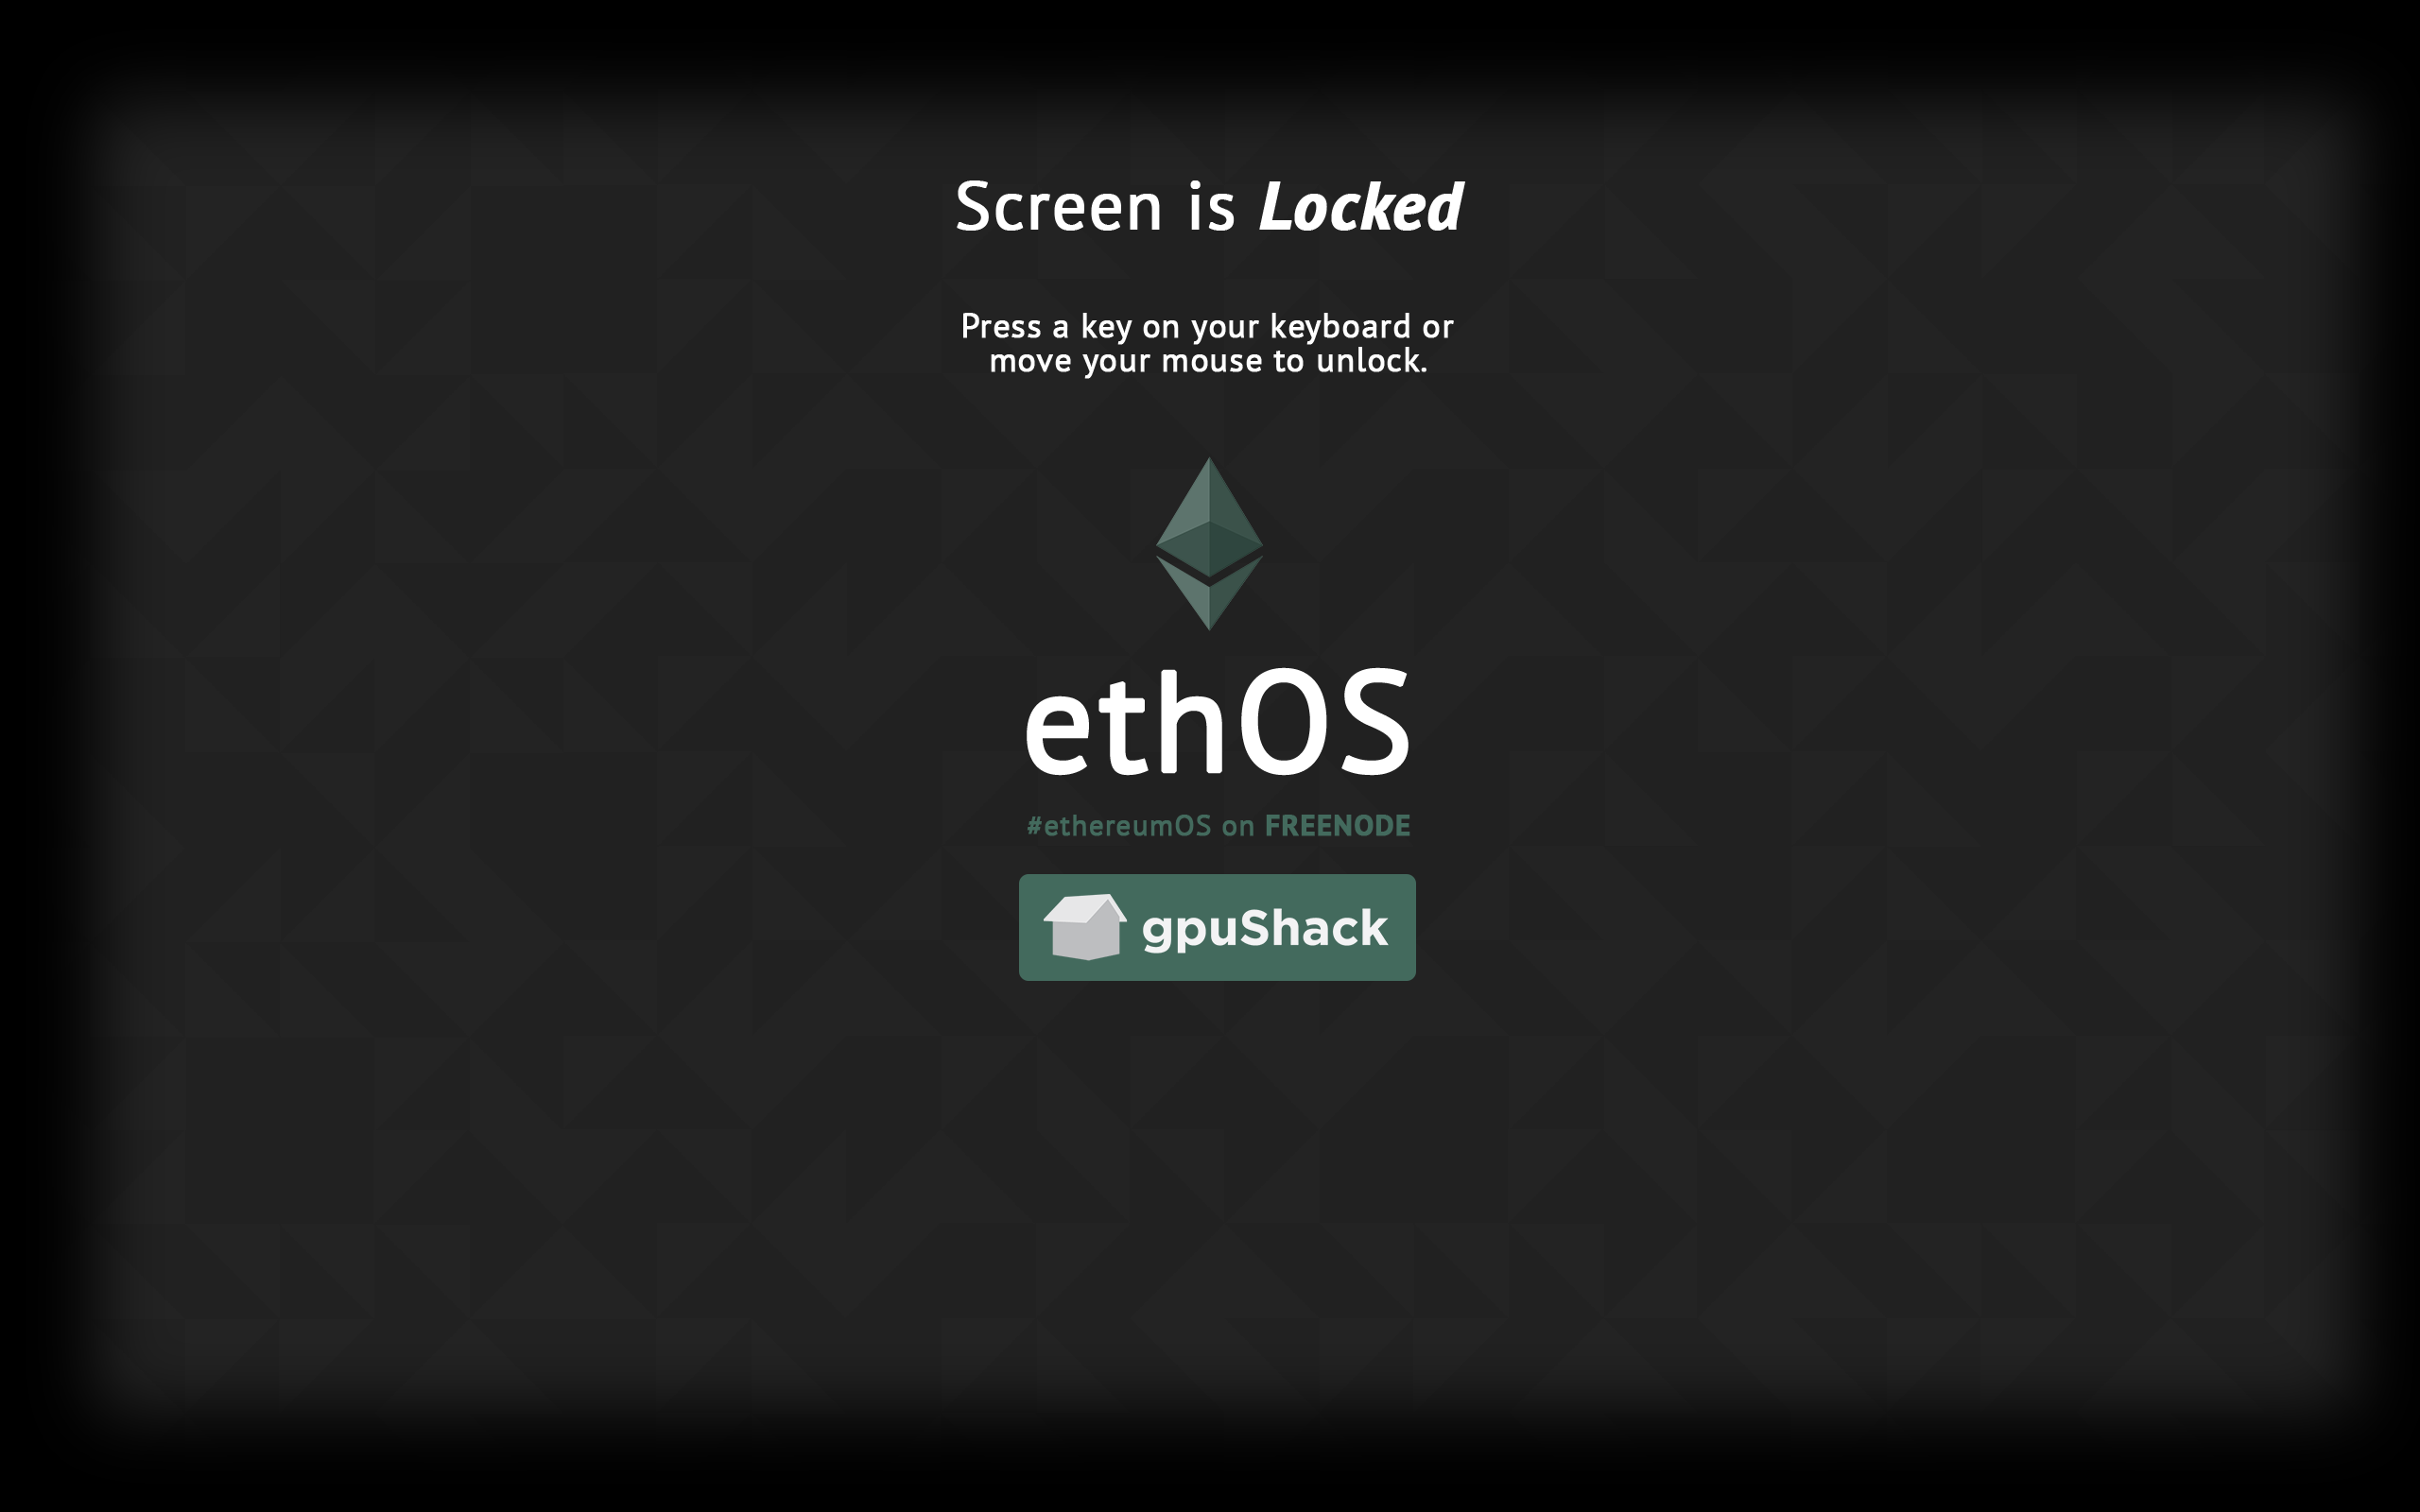 Screen is Locked
Press a key on your keyboard or
move your mouse to unlock.
ethOS
#ethereumOS on FREENODE
gpuShack